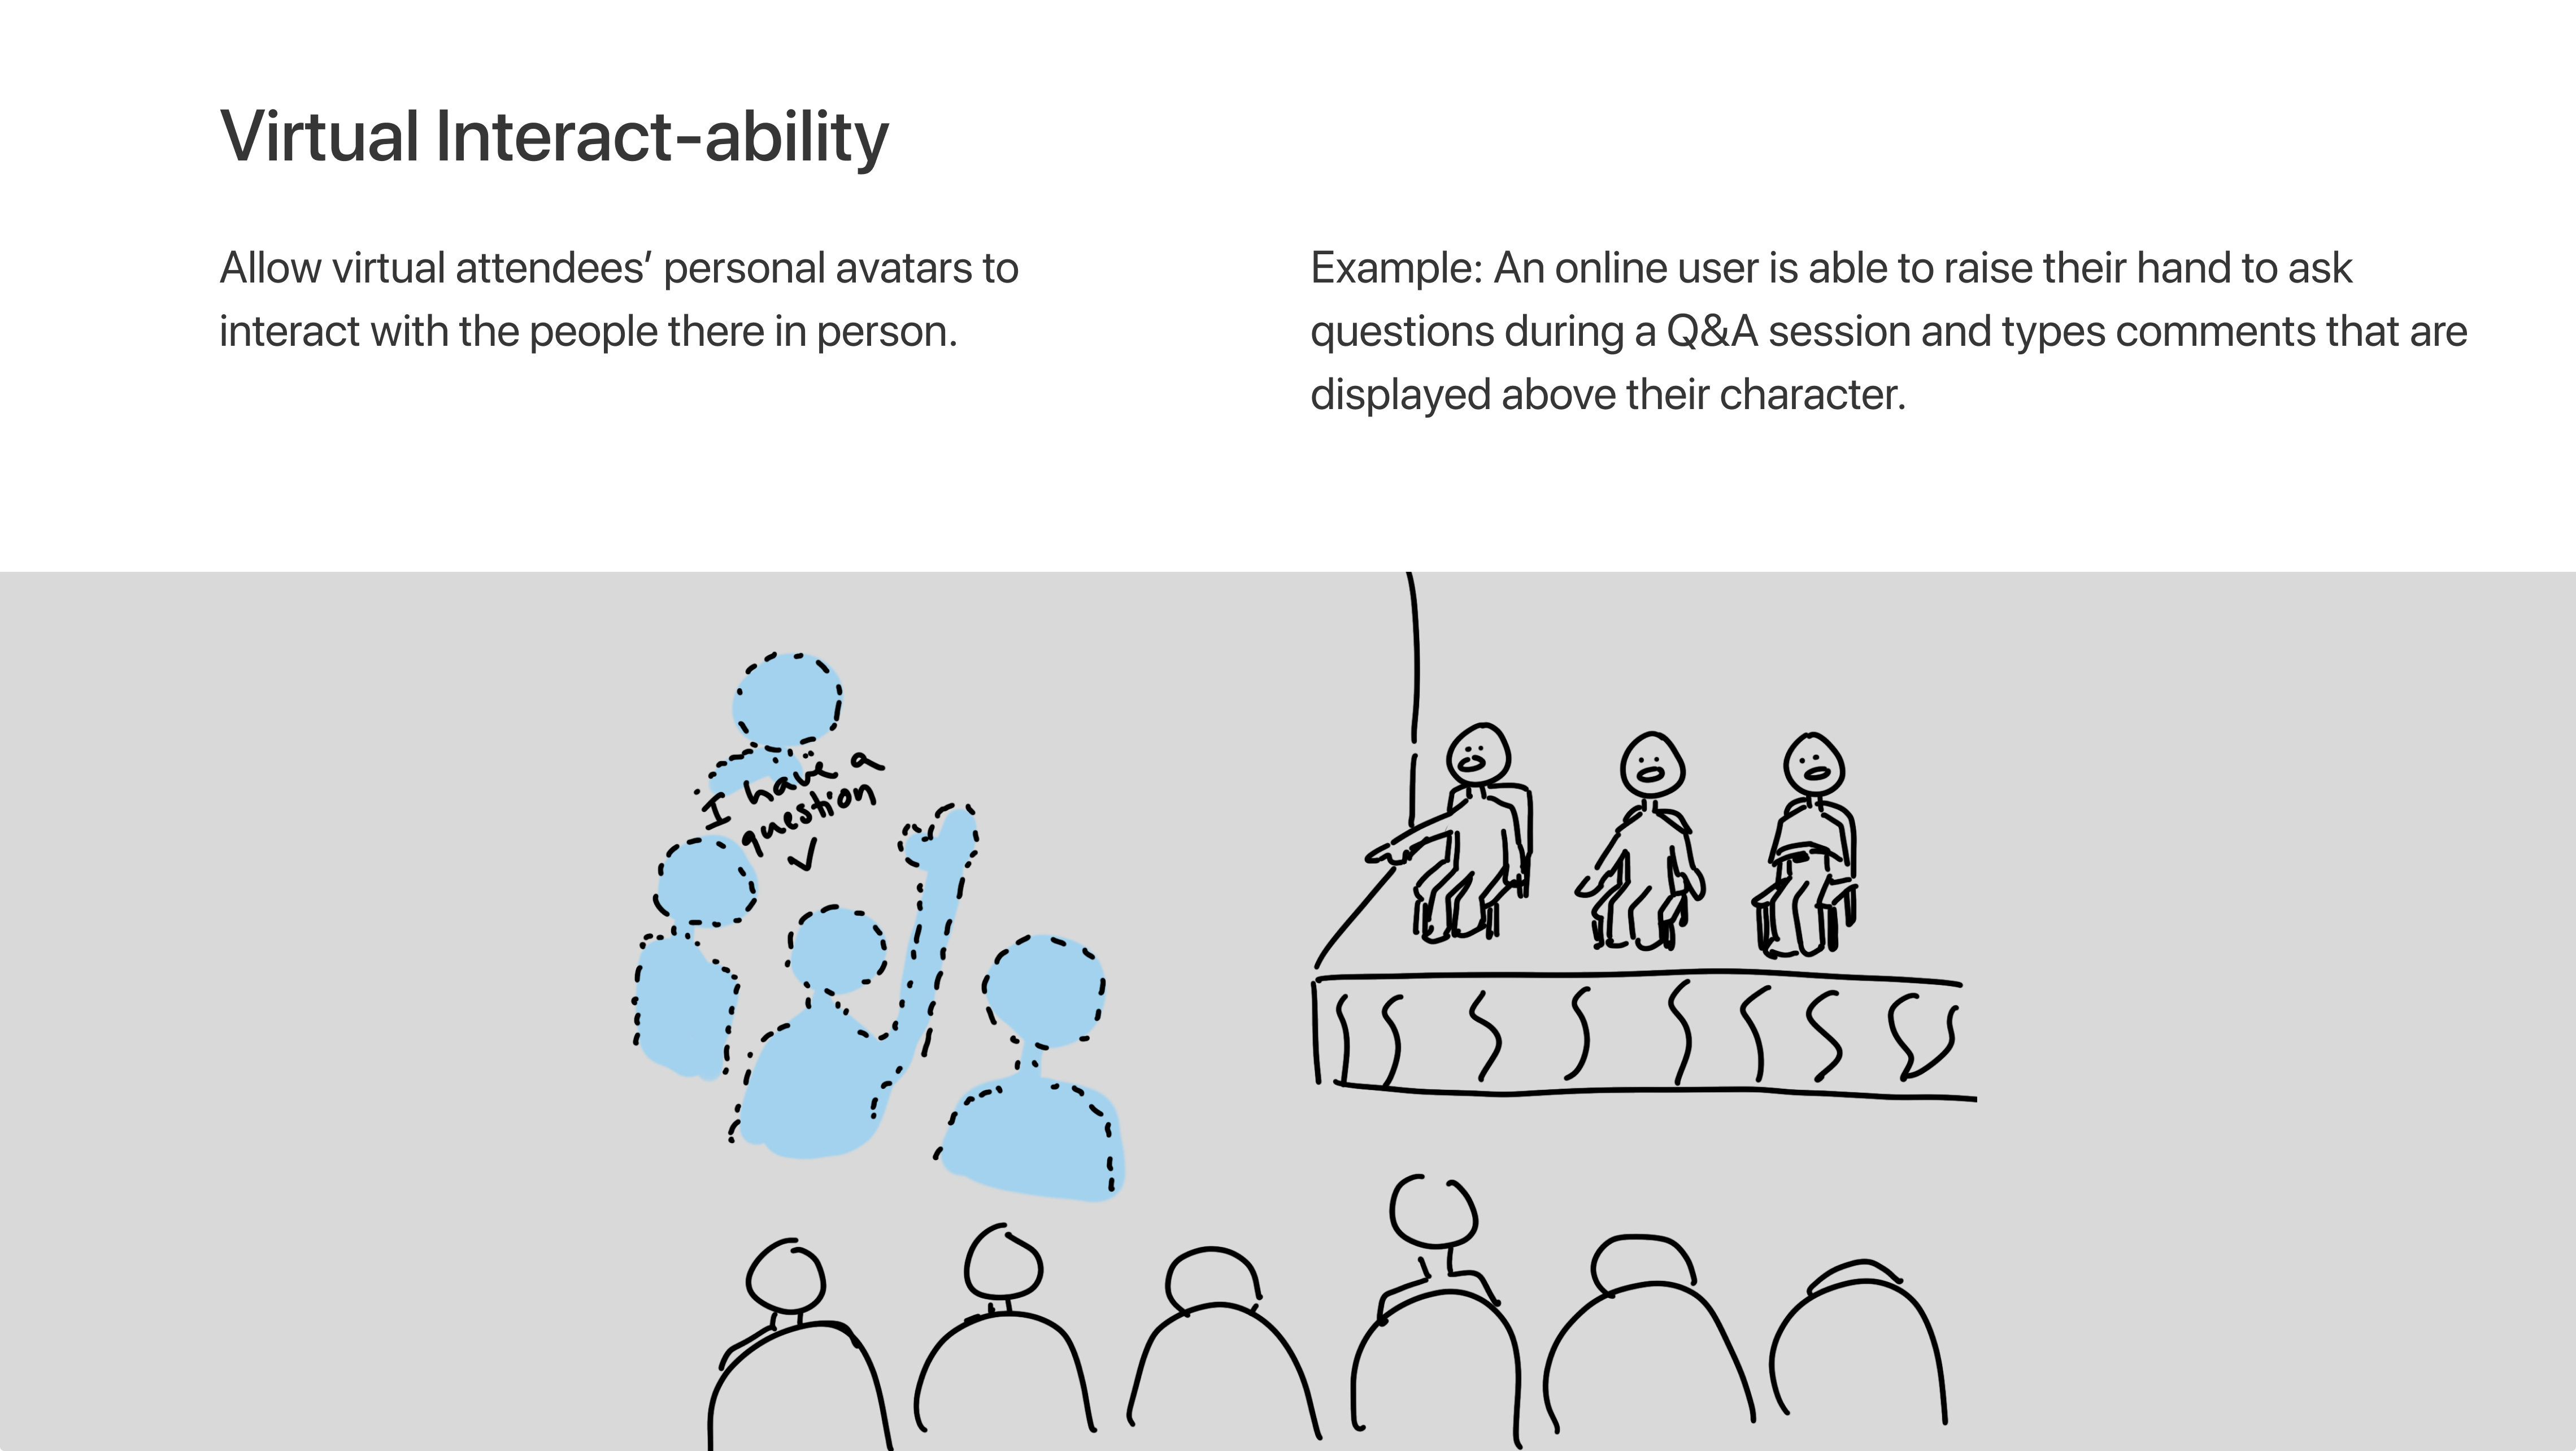 Virtual Interact-ability
Allow virtual attendees’ personal avatars to
interact with the people there in person.
Example: An online user is able to raise their hand to ask
questions during a Q&A session and types comments that are
displayed above their character.
I have a
question